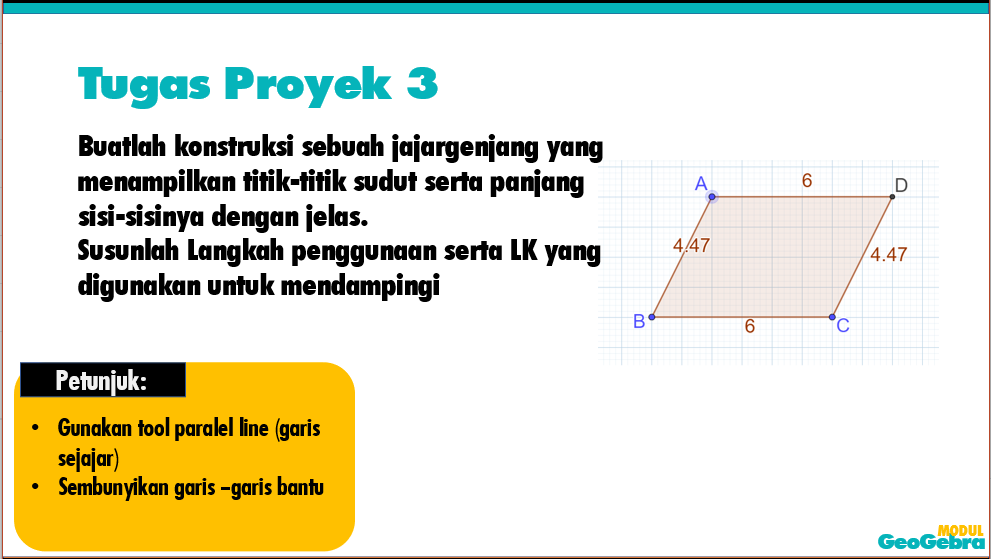 Tugas Proyek 3
Buatlah konstruksi sebuah jajargenjang yang
menampilkan titik-titik sudut serta panjang
sisi-sisinya dengan jelas.
Susunlah Langkah penggunaan serta LK yang
digunakan untuk mendampingi
A
6
D
4.47
4.47
B
6
C
Petunjuk:
• Gunakan tool paralel line (garis
sejajar)
• Sembunyikan garis –garis bantu
MODUL
GeoGebra